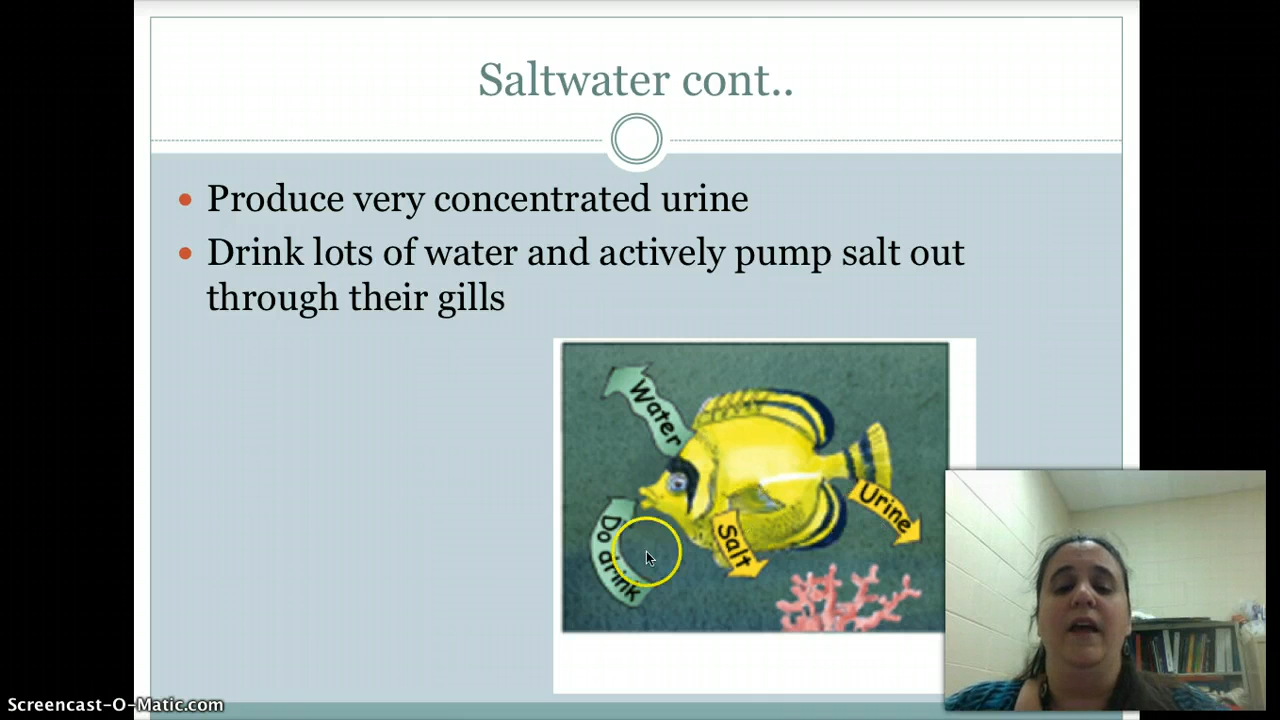 Saltwater cont..
• Produce very concentrated urine
• Drink lots of water and actively pump salt out
through their gills
Water
Do drink
Salt
Urine
Screencast-O-Matic.com